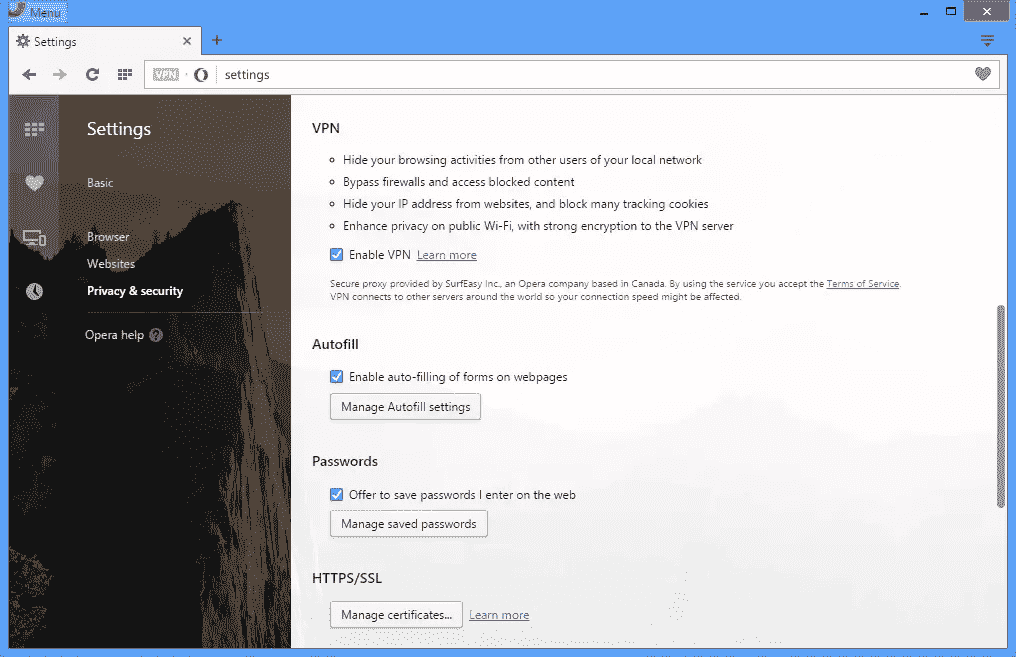 Menu
Settings
VPN
settings
Settings
Basic
Browser
Websites
Privacy & security
Opera help ?
VPN
Hide your browsing activities from other users of your local network
Bypass firewalls and access blocked content
Hide your IP address from websites, and block many tracking cookies
Enhance privacy on public Wi-Fi, with strong encryption to the VPN server
Enable VPN Learn more
Secure proxy provided by SurfEasy Inc., an Opera company based in Canada. By using the service you accept the Terms of Service.
VPN connects to other servers around the world so your connection speed might be affected.
Autofill
Enable auto-filling of forms on webpages
Manage Autofill settings
Passwords
Offer to save passwords I enter on the web
Manage saved passwords
HTTPS/SSL
Manage certificates... Learn more